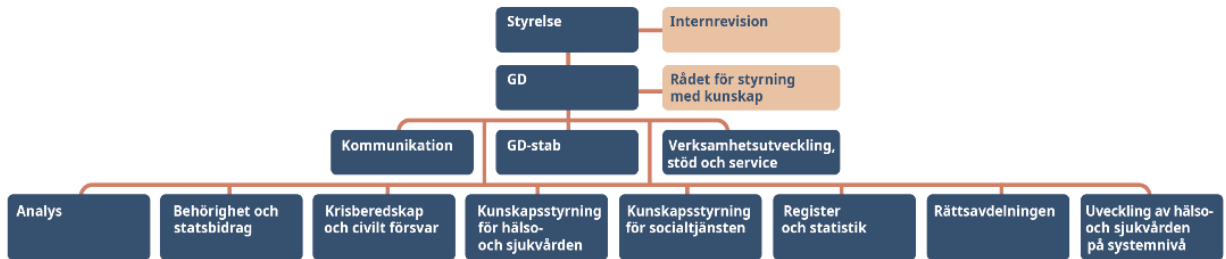 Styrelse
Internrevision
GD
Rådet för styrning
med kunskap
Kommunikation
GD-stab
Verksamhetsutveckling,
stöd och service
Analys
Behörighet och
statsbidrag
Krisberedskap
och civilt försvar
Kunskapsstyrning
för hälso-
och sjukvården
Kunskapsstyrning
för socialtjänsten
Register
och statistik
Rättsavdelningen
Uveckling av hälso-
och sjukvården
på systemnivå